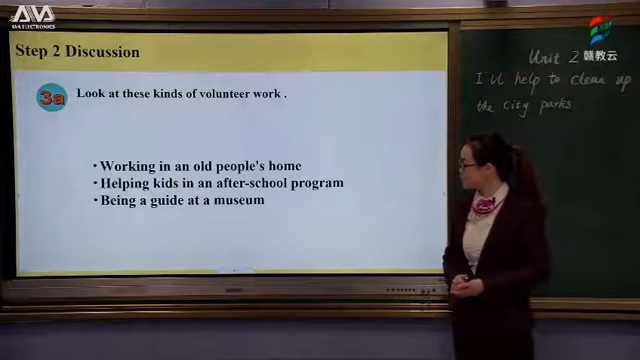 AVA
AVA ELECTRONICS
赣教云
Step 2 Discussion
3a
Look at these kinds of volunteer work .
• Working in an old people's home
• Helping kids in an after-school program
• Being a guide at a museum
Unit 2
I'll help to clean up
the city parks